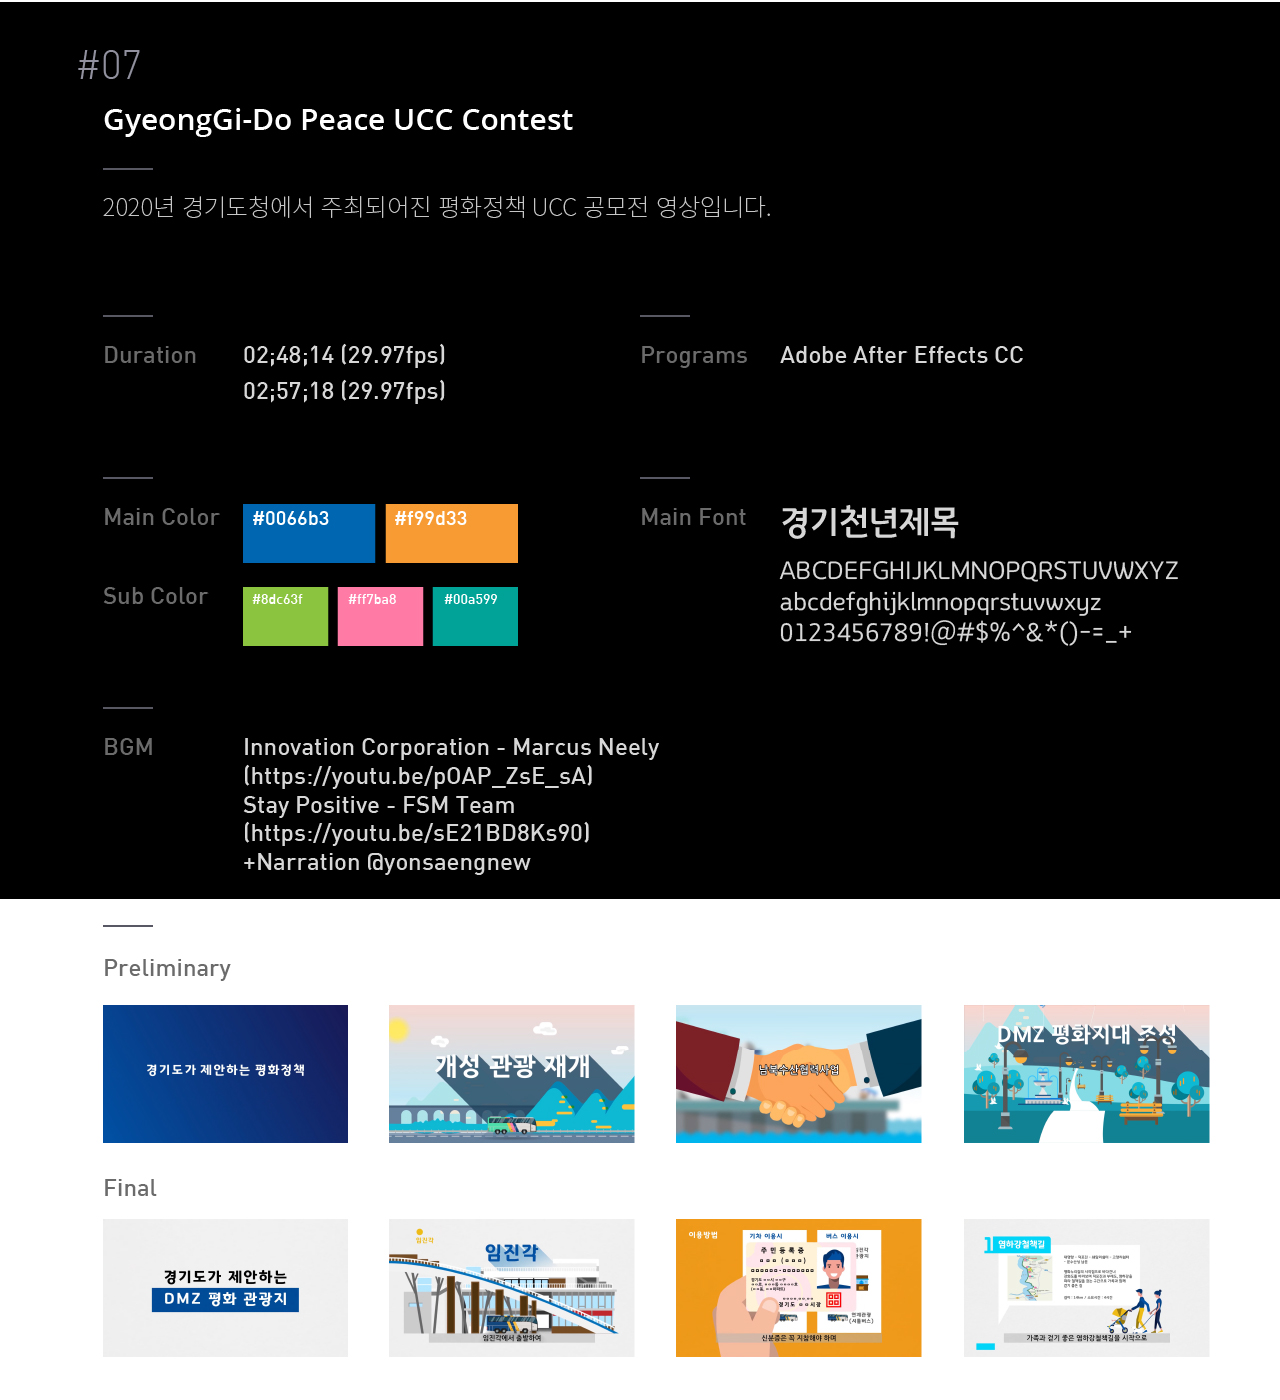 #07
GyeongGi-Do Peace UCC Contest
2020년 경기도청에서 주최되어진 평화정책 UCC 공모전 영상입니다.
Duration
02;48;14 (29.97fps)
02;57;18 (29.97fps)
Programs
Adobe After Effects CC
Main Color
#0066b3
#f99d33
Sub Color
#8dc63f
#ff7ba8
#00a599
Main Font
경기천년제목
ABCDEFGHIJKLMNOPQRSTUVWXYZ
abcdefghijklmnopqrstuvwxyz
0123456789!@#$%^&*()-=_+
BGM
Innovation Corporation - Marcus Neely
(https://youtu.be/pOAP_ZsE_sA)
Stay Positive - FSM Team
(https://youtu.be/sE21BD8Ks90)
+Narration @yonsaengnew
Preliminary
경기도가 제안하는 평화정책
개성 관광 재개
남북수산협력사업
DMZ 평화지대 조성
Final
경기도가 제안하는
DMZ 평화 관광지
임진각
임진각
임진각에서 출발하여
이용방법
기차 이용시
버스 이용시
주 민 등 록 증
신분증은 꼭 지참해야 하며
염하강철책길
가족과 걷기 좋은 염하강철책길을 시작으로